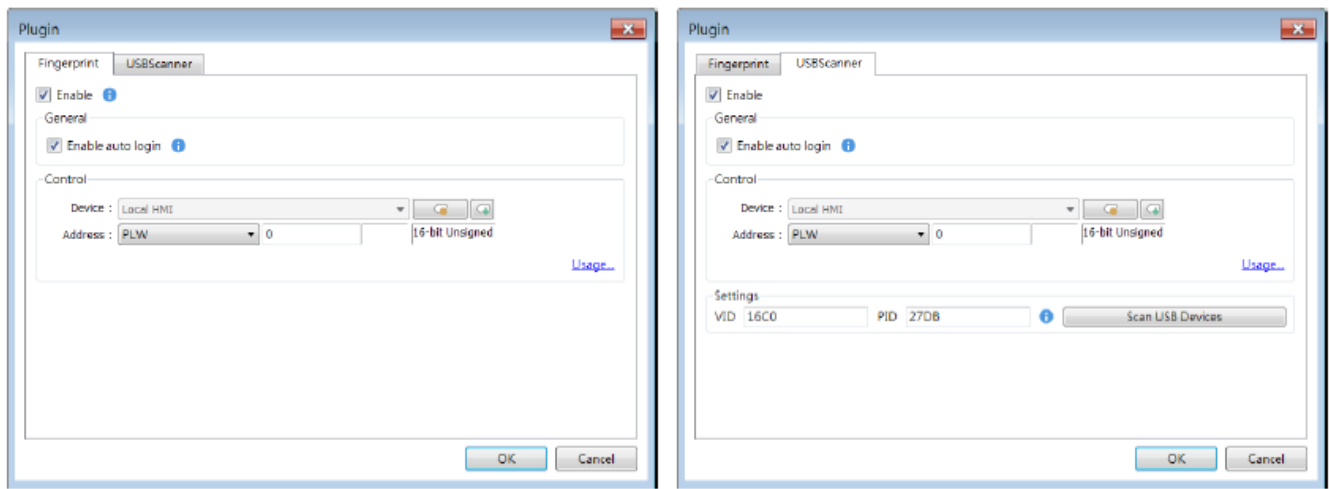 Plugin
Fingerprint USBScanner
Enable
General
Enable auto login
Control
Device : Local HMI
Address : PLW 0 16-bit Unsigned
Usage...
OK Cancel
Plugin
Fingerprint USBScanner
Enable
General
Enable auto login
Control
Device : Local HMI
Address : PLW 0 16-bit Unsigned
Usage...
Settings
VID 16C0 PID 27DB Scan USB Devices
OK Cancel